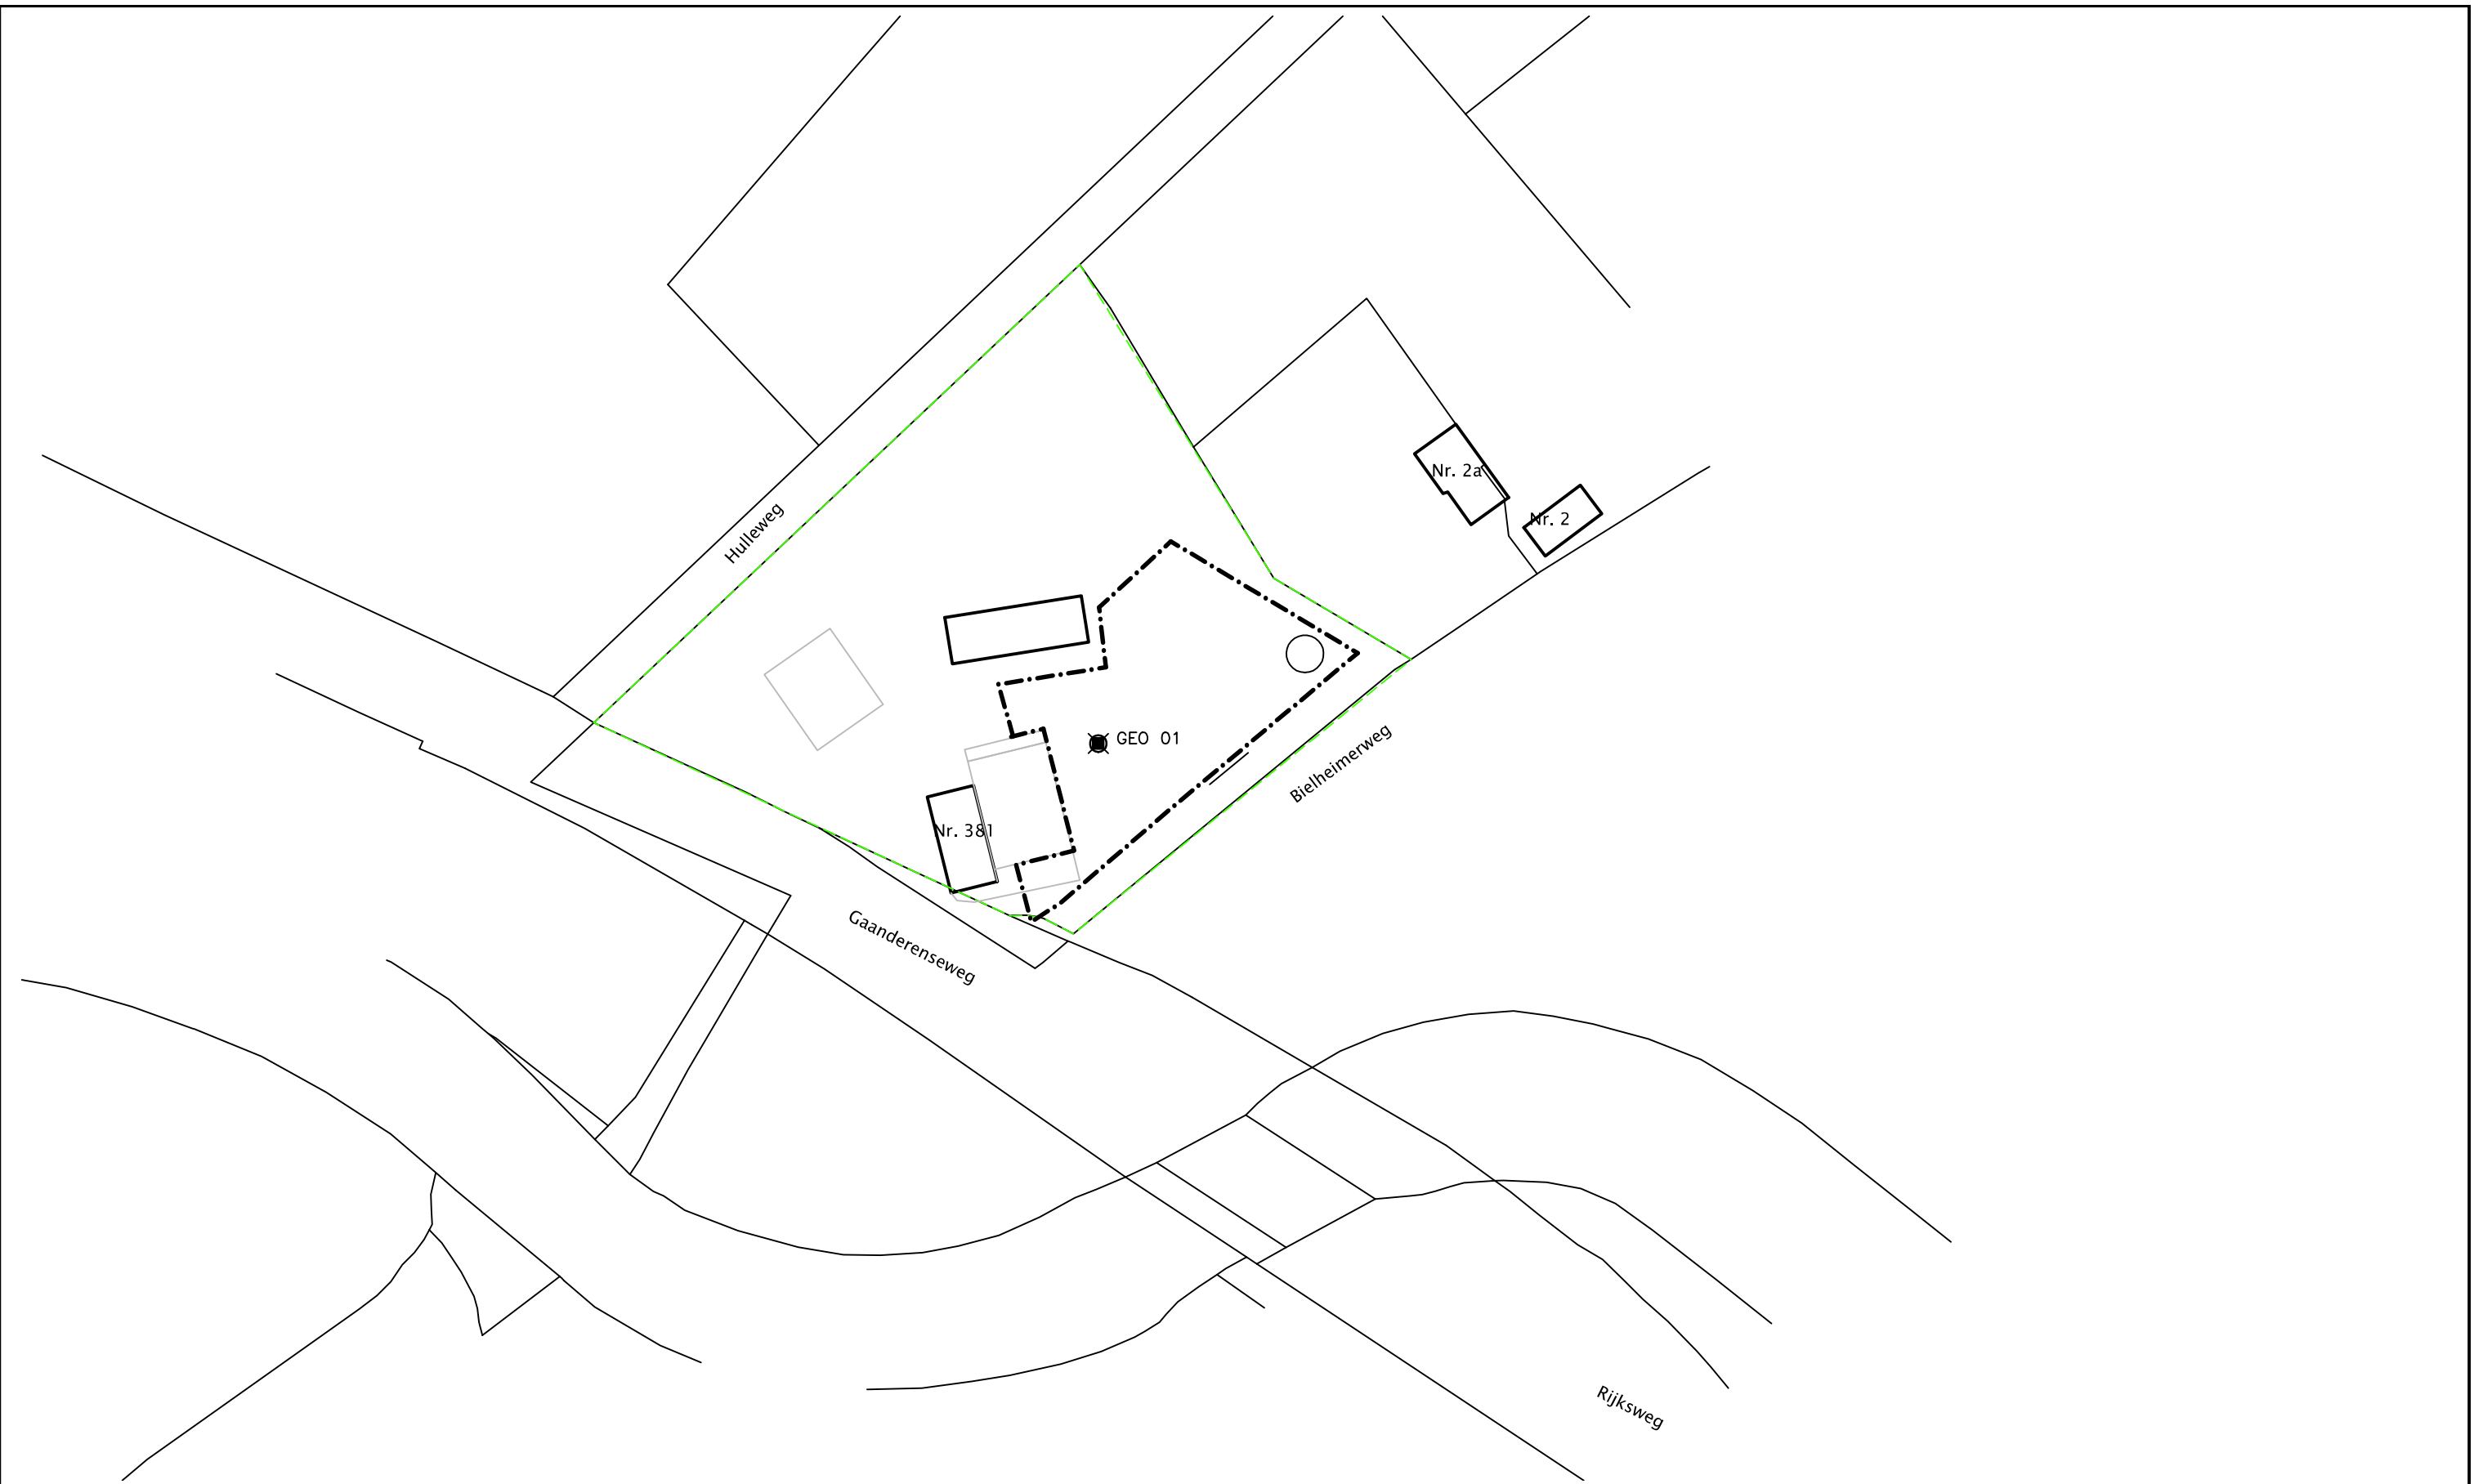 Nr. 2a
Nr. 2
Hulleweg
GEO 01
Bielheimerweg
Nr. 381
Gaanderenseweg
Rijksweg